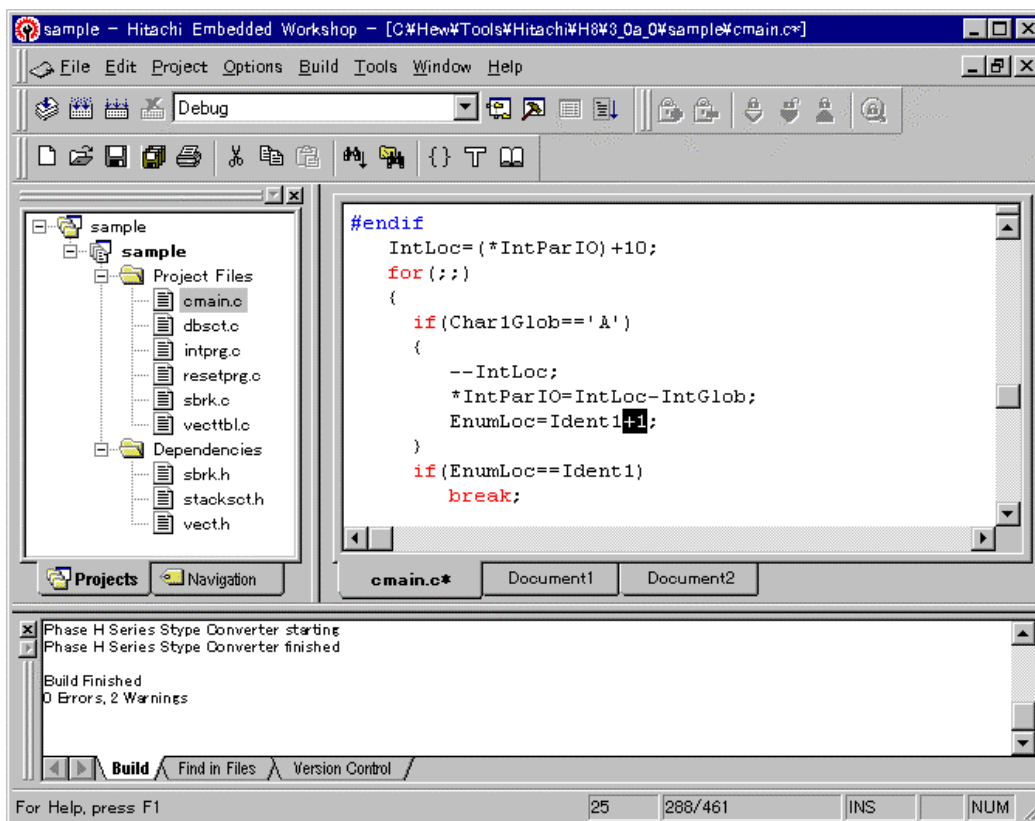 sample - Hitachi Embedded Workshop - [C¥Hew¥Tools¥Hitachi¥H8¥3_0a_0¥sample¥cmain.c*]
File Edit Project Options Build Tools Window Help
Debug
sample
sample
Project Files
cmain.c
dbsct.c
intprg.c
resetprg.c
sbrk.c
vecttbl.c
Dependencies
sbrk.h
stacksct.h
vect.h
Projects Navigation
#endif
IntLoc=(*IntParIO)+10;
for(;;)
{
if(Char1Glob=='A')
{
--IntLoc;
*IntParIO=IntLoc-IntGlob;
EnumLoc=Ident1+1;
}
if(EnumLoc==Ident1)
break;
cmain.c* Document1 Document2
Phase H Series Stype Converter starting
Phase H Series Stype Converter finished
Build Finished
0 Errors, 2 Warnings
Build Find in Files Version Control
For Help, press F1 25 288/461 INS NUM